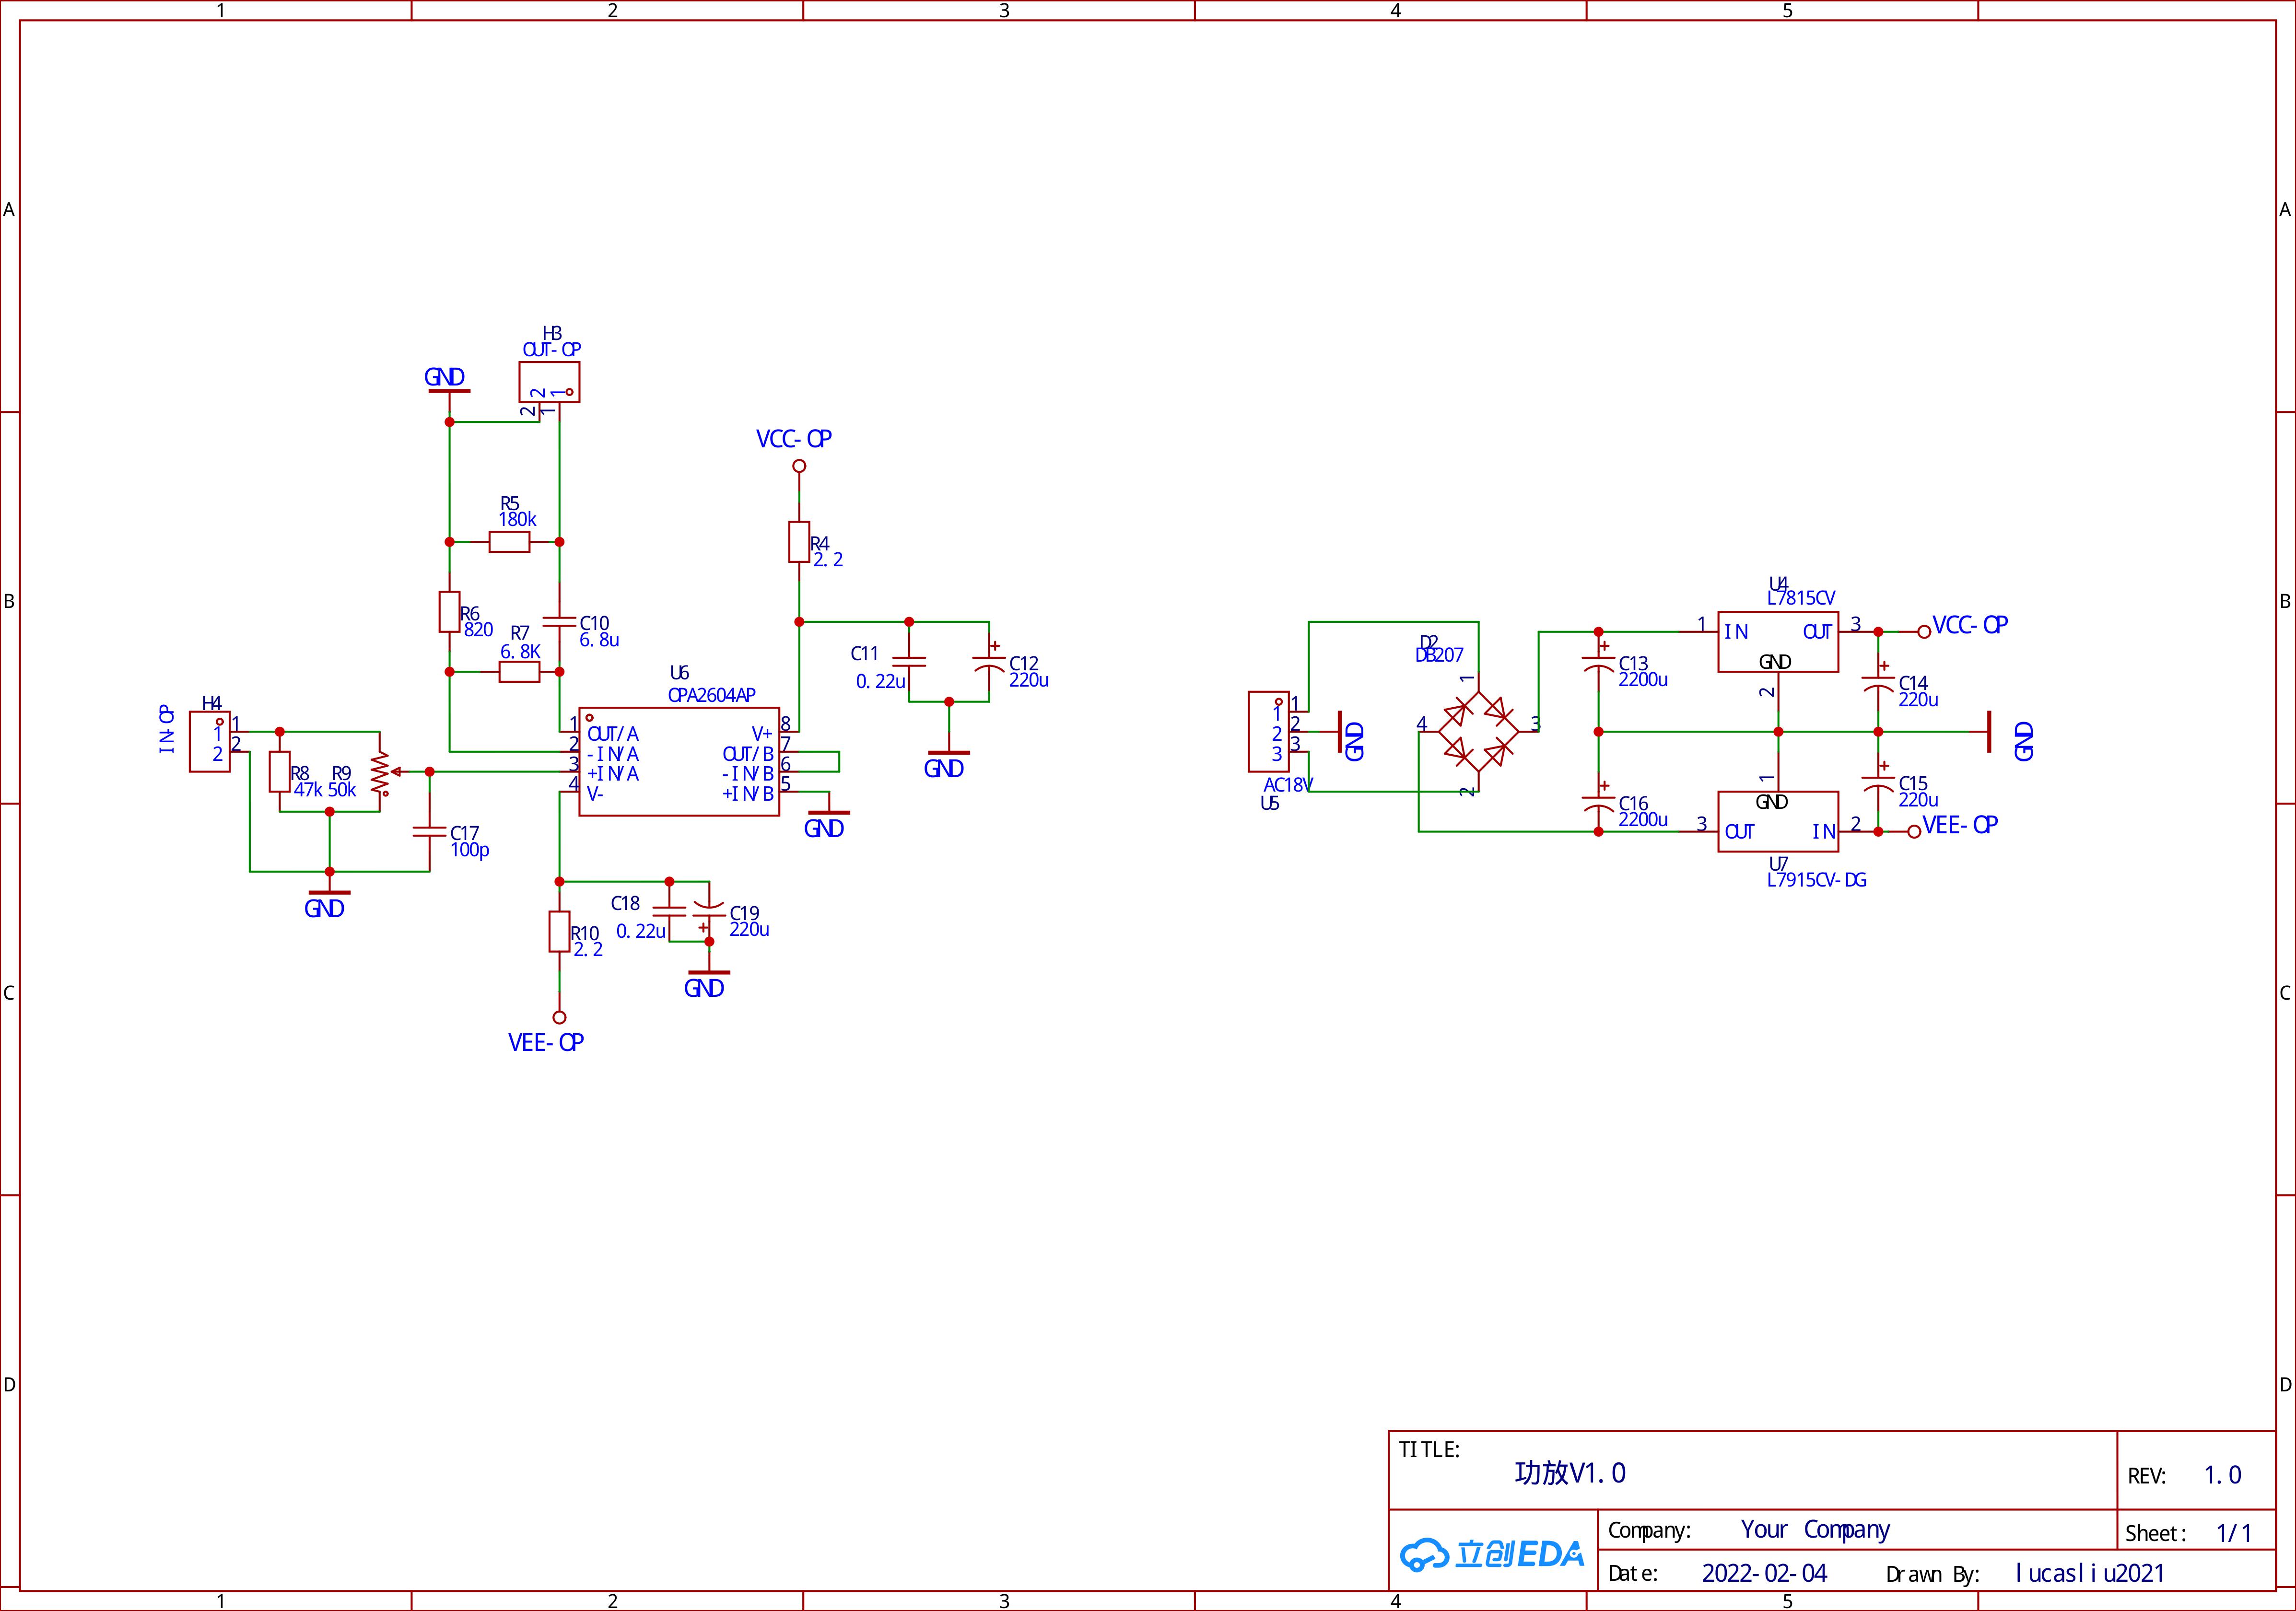 1 2 3 4 5
A A
H3
OUT-OP
GND
2 1
2 1
VCC-OP
R5
180k
R4
2.2
B B
U4
L7815CV
R6
820
R7
6.8K
C10
6.8u
1 IN OUT 3 VCC-OP
GND
2
D2
DB207
C11
0.22u
C12
220u
C13
2200u
C14
220u
U6
OPA2604AP
1
H4
IN-OP
1 1
2 2
1 OUT/A V+ 8
2 -IN/A OUT/B 7
3 +IN/A -IN/B 6
4 V- +IN/B 5
GND
GND
1 1
2 2
3 3
GND
4 3
2
GND
AC18V
U5
R8
47k
R9
50k
C17
100p
GND
C16
2200u
C15
220u
1
GND
3 OUT IN 2 VEE-OP
U7
L7915CV-DG
GND
R10
2.2
C18
0.22u
C19
220u
GND
VEE-OP
C C
D D
TITLE:
功放V1.0
REV: 1.0
立创EDA
Company: Your Company
Sheet: 1/1
Date: 2022-02-04
Drawn By: lucasliu2021
1 2 3 4 5